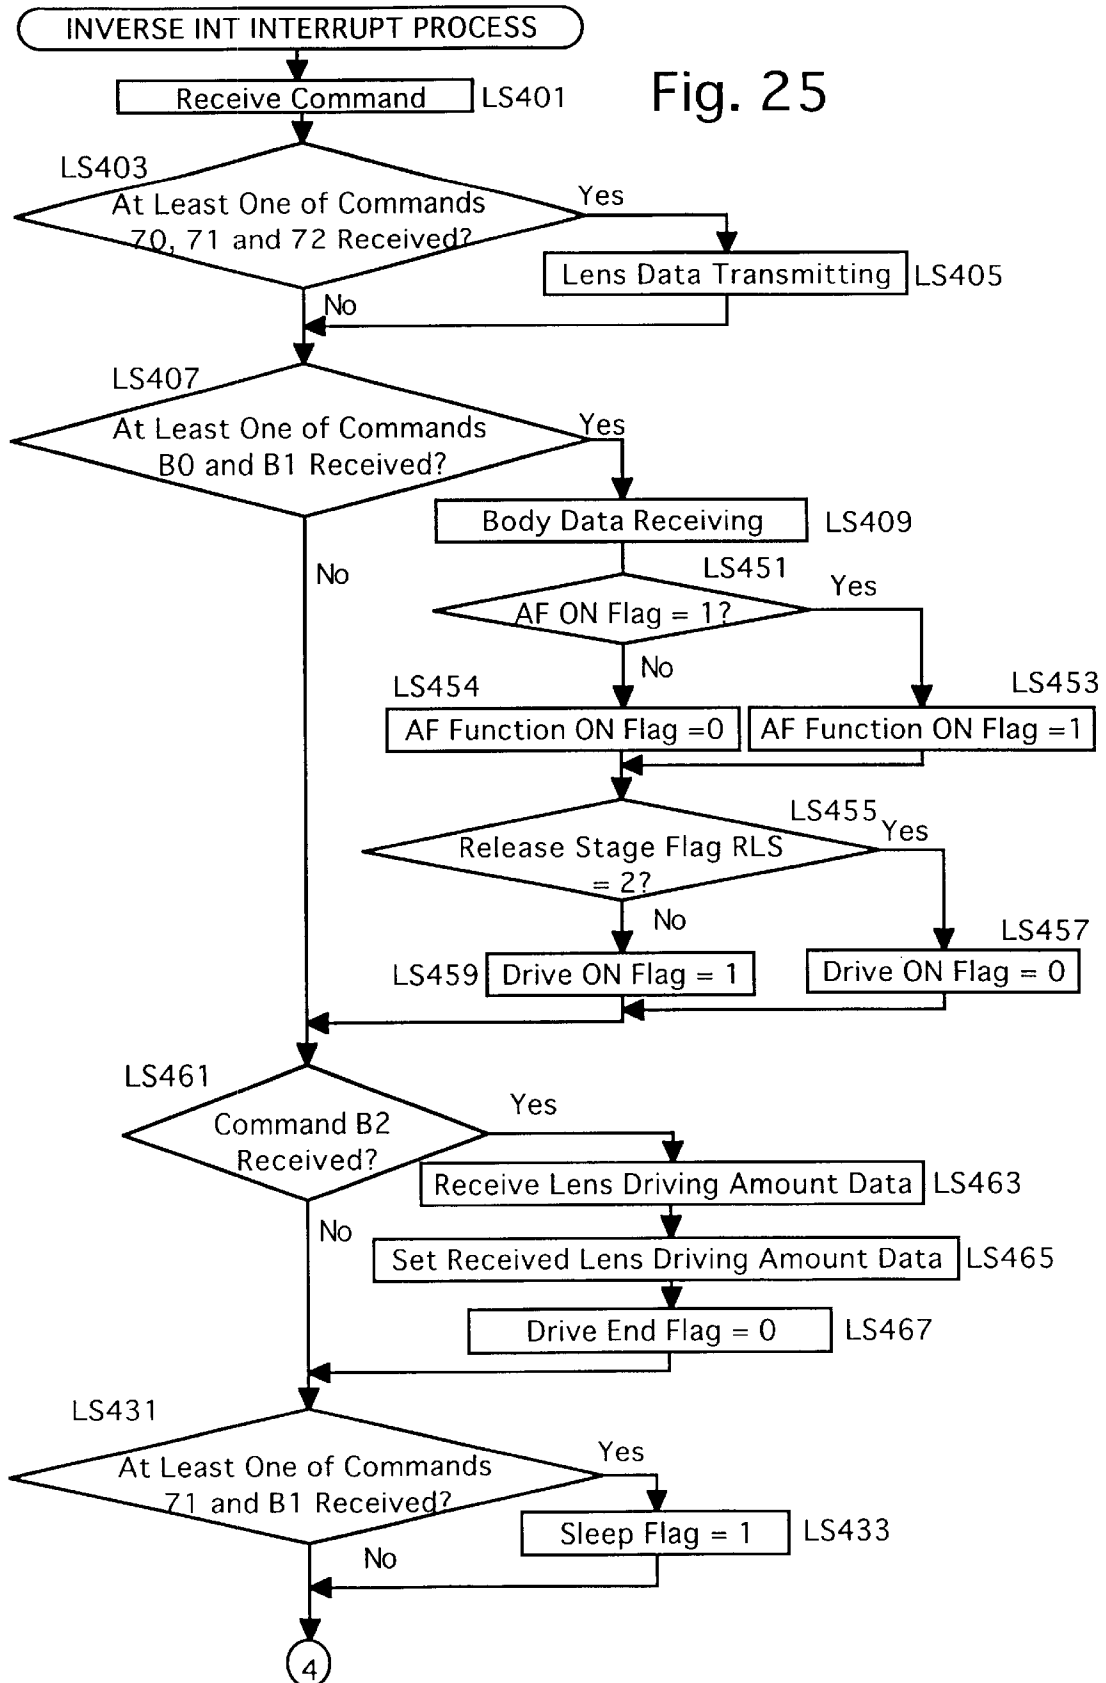 INVERSE INT INTERRUPT PROCESS
Fig. 25
Receive Command
LS401
LS403
At Least One of Commands
70, 71 and 72 Received?
Yes
Lens Data Transmitting
LS405
No
LS407
At Least One of Commands
B0 and B1 Received?
Yes
Body Data Receiving
LS409
No
LS451
AF ON Flag = 1?
Yes
No
LS454
AF Function ON Flag =0
LS453
AF Function ON Flag =1
LS455
Release Stage Flag RLS
= 2?
Yes
No
LS459
Drive ON Flag = 1
LS457
Drive ON Flag = 0
LS461
Command B2
Received?
Yes
Receive Lens Driving Amount Data
LS463
No
Set Received Lens Driving Amount Data
LS465
Drive End Flag = 0
LS467
LS431
At Least One of Commands
71 and B1 Received?
Yes
Sleep Flag = 1
LS433
No
4